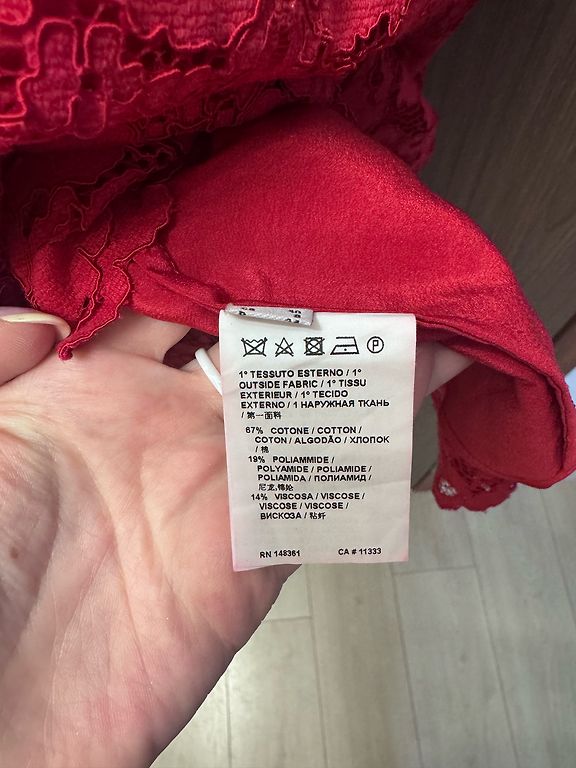 P
1° TESSUTO ESTERNO / 1°
OUTSIDE FABRIC / 1° TISSU
EXTERIEUR / 1° TECIDO
EXTERNO / 1 НАРУЖНАЯ ТКАНЬ
/ 第一面料
67% COTONE / COTTON /
COTON / ALGODÃO / ХЛОПОК
/ 棉
19% POLIAMMIDE /
POLYAMIDE / POLIAMIDE /
POLIAMIDA / ПОЛИАМИД /
尼龙,锦纶
14% VISCOSA / VISCOSE /
VISCOSE / VISCOSE /
ВИСКОЗА / 粘纤
RN 148361 CA # 11333